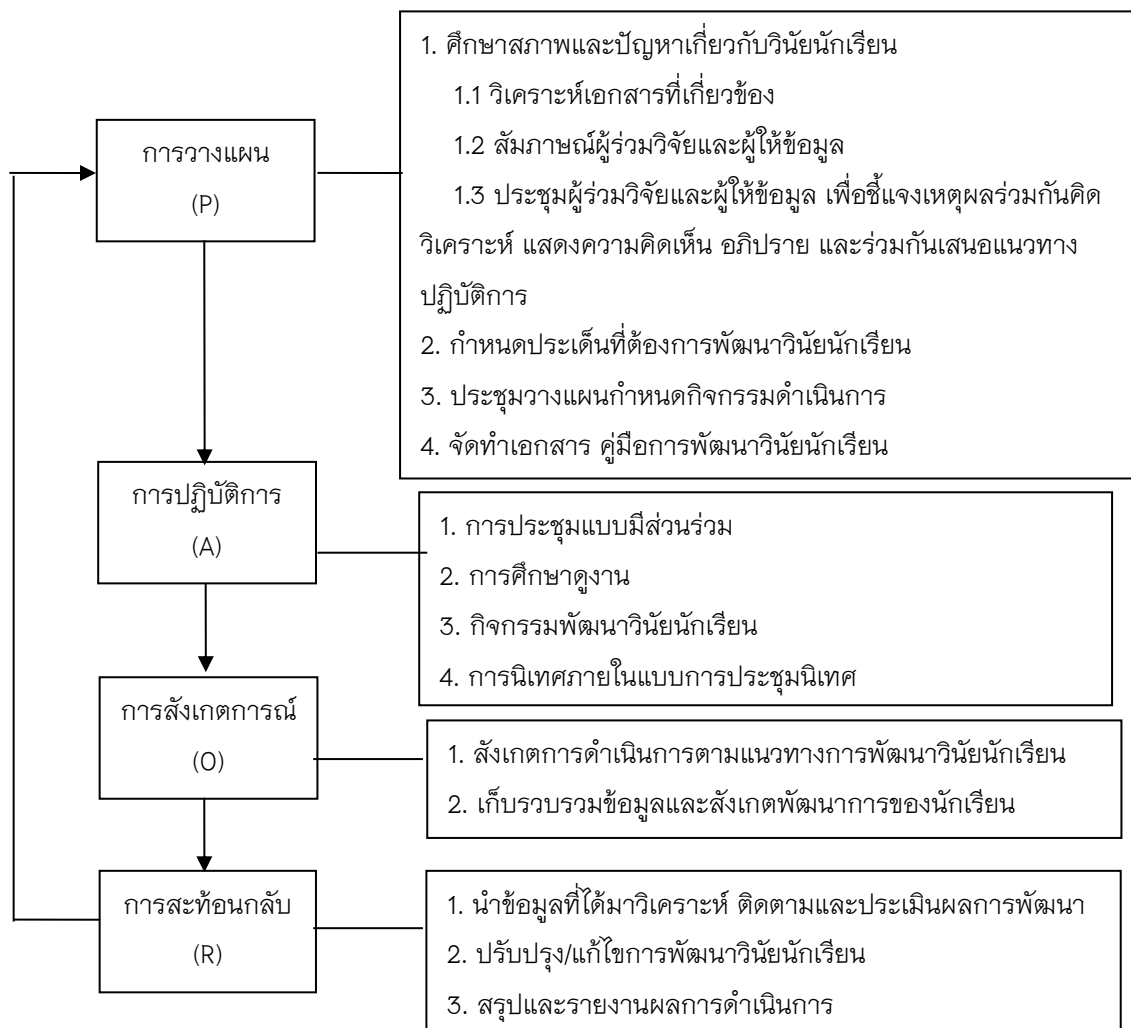 การวางแผน
(P)
1. ศึกษาสภาพและปัญหาเกี่ยวกับวินัยนักเรียน
1.1 วิเคราะห์เอกสารที่เกี่ยวข้อง
1.2 สัมภาษณ์ผู้ร่วมวิจัยและผู้ให้ข้อมูล
1.3 ประชุมผู้ร่วมวิจัยและผู้ให้ข้อมูล เพื่อชี้แจงเหตุผลร่วมกันคิด
วิเคราะห์ แสดงความคิดเห็น อภิปราย และร่วมกันเสนอแนวทาง
ปฏิบัติการ
2. กำหนดประเด็นที่ต้องการพัฒนาวินัยนักเรียน
3. ประชุมวางแผนกำหนดกิจกรรมดำเนินการ
4. จัดทำเอกสาร คู่มือการพัฒนาวินัยนักเรียน
การปฏิบัติการ
(A)
1. การประชุมแบบมีส่วนร่วม
2. การศึกษาดูงาน
3. กิจกรรมพัฒนาวินัยนักเรียน
4. การนิเทศภายในแบบการประชุมนิเทศ
การสังเกตการณ์
(O)
1. สังเกตการดำเนินการตามแนวทางการพัฒนาวินัยนักเรียน
2. เก็บรวบรวมข้อมูลและสังเกตพัฒนาการของนักเรียน
การสะท้อนกลับ
(R)
1. นำข้อมูลที่ได้มาวิเคราะห์ ติดตามและประเมินผลการพัฒนา
2. ปรับปรุง/แก้ไขการพัฒนาวินัยนักเรียน
3. สรุปและรายงานผลการดำเนินการ